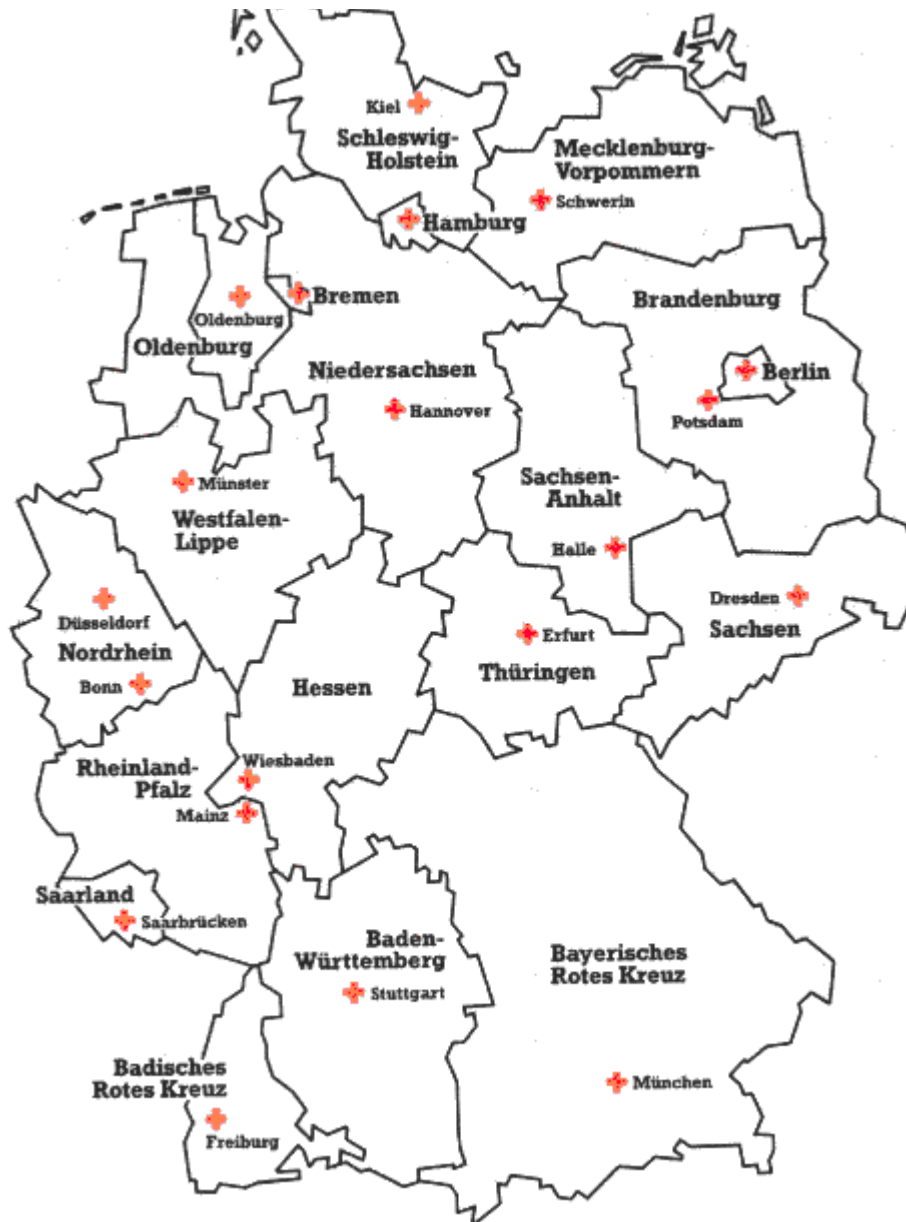 Kiel
Schleswig-
Holstein
Mecklenburg-
Vorpommern
Schwerin
Hamburg
Bremen
Brandenburg
Oldenburg
Oldenburg
Niedersachsen
Berlin
Hannover
Potsdam
Sachsen-
Anhalt
Münster
Westfalen-
Lippe
Halle
Düsseldorf
Nordrhein
Bonn
Dresden
Sachsen
Erfurt
Thüringen
Hessen
Wiesbaden
Rheinland-
Pfalz
Mainz
Saarland
Saarbrücken
Baden-
Württemberg
Stuttgart
Bayerisches
Rotes Kreuz
Badisches
Rotes Kreuz
Freiburg
München